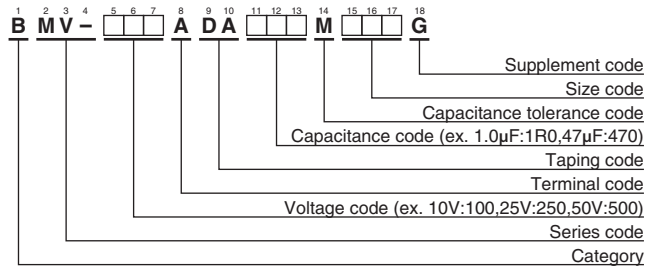 1 2 3 4 5 6 7 8 9 10 11 12 13 14 15 16 17 18
B MV- □□□ A DA □□□ M □□□ G
Supplement code
Size code
Capacitance tolerance code
Capacitance code (ex. 1.0µF:1R0,47µF:470)
Taping code
Terminal code
Voltage code (ex. 10V:100,25V:250,50V:500)
Series code
Category